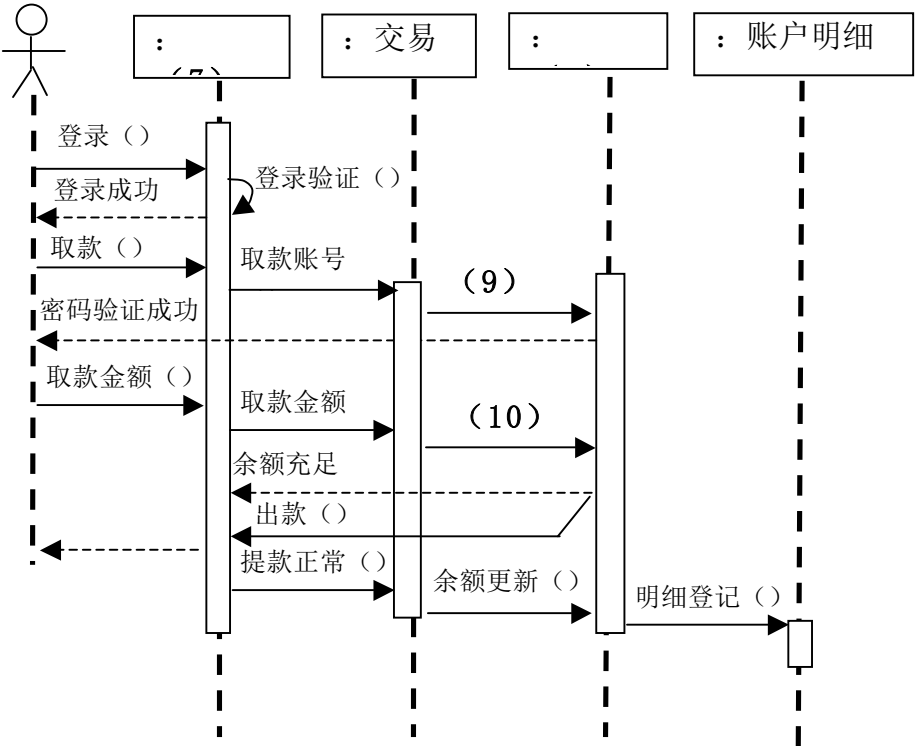 ：
：交易
：
：账户明细
登录（）
登录验证（）
登录成功
取款（）
取款账号
（9）
密码验证成功
取款金额（）
取款金额
（10）
余额充足
出款（）
提款正常（）
余额更新（）
明细登记（）